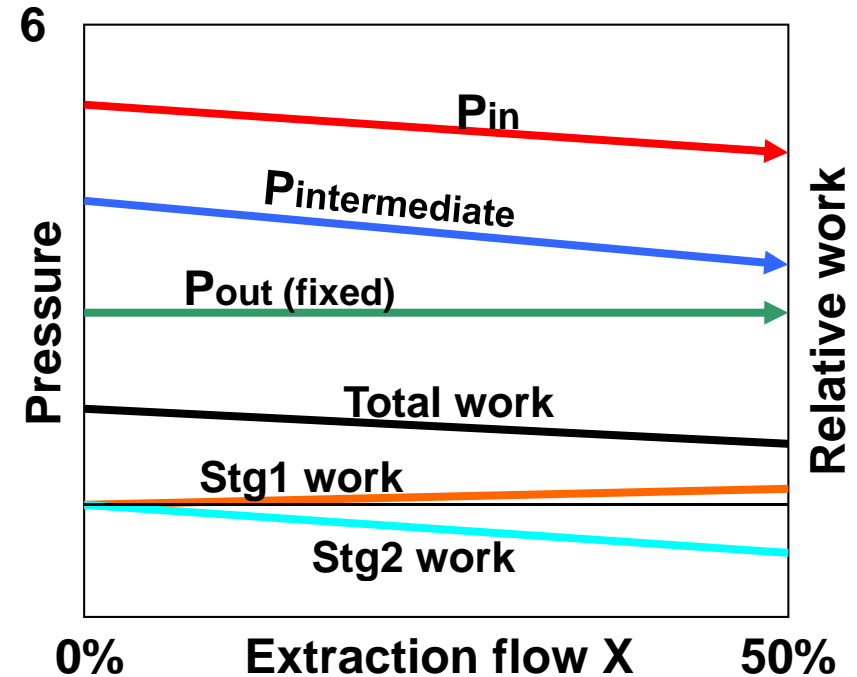 6
Pin
Pintermediate
Pout (fixed)
Total work
Stg1 work
Stg2 work
Pressure
Relative work
0% Extraction flow X 50%